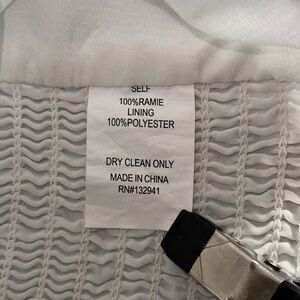 SELF
100%RAMIE
LINING
100%POLYESTER
DRY CLEAN ONLY
MADE IN CHINA
RN#132941